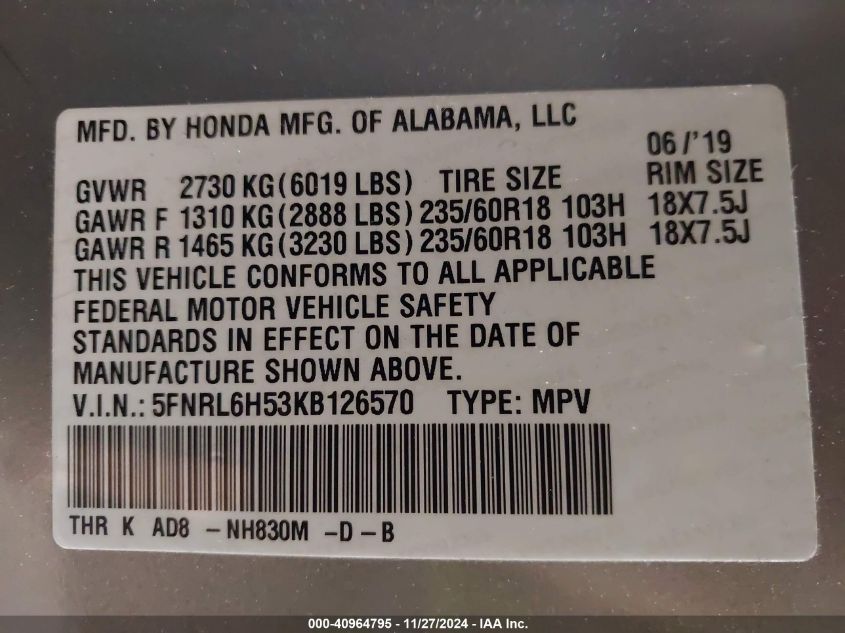 MFD. BY HONDA MFG. OF ALABAMA, LLC
06/'19
GVWR 2730 KG(6019 LBS) TIRE SIZE RIM SIZE
GAWR F 1310 KG(2888 LBS) 235/60R18 103H 18X7.5J
GAWR R 1465 KG(3230 LBS) 235/60R18 103H 18X7.5J
THIS VEHICLE CONFORMS TO ALL APPLICABLE
FEDERAL MOTOR VEHICLE SAFETY
STANDARDS IN EFFECT ON THE DATE OF
MANUFACTURE SHOWN ABOVE.
V.I.N.: 5FNRL6H53KB126570 TYPE: MPV
THR K AD8 -NH830M -D-B
000-40964795 - 11/27/2024 - IAA Inc.